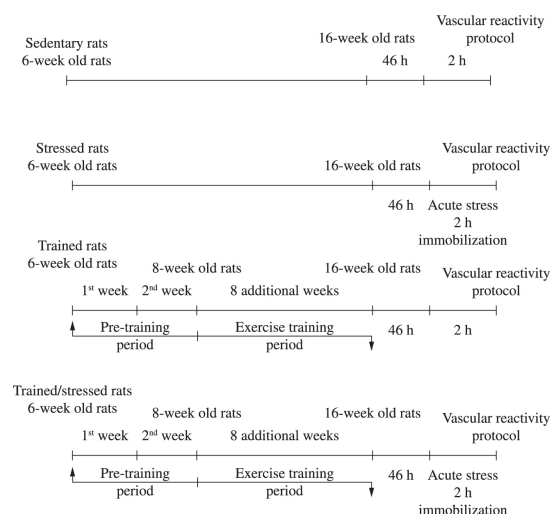 Vascular reactivity
protocol
Sedentary rats
6-week old rats
16-week old rats
46 h
2 h
Stressed rats
6-week old rats
16-week old rats
Vascular reactivity
protocol
46 h
Acute stress
2 h
immobilization
Trained rats
6-week old rats
8-week old rats
16-week old rats
Vascular reactivity
protocol
1st week
2nd week
8 additional weeks
Pre-training
period
Exercise training
period
46 h
2 h
Trained/stressed rats
6-week old rats
8-week old rats
16-week old rats
Vascular reactivity
protocol
1st week
2nd week
8 additional weeks
Pre-training
period
Exercise training
period
46 h
Acute stress
2 h
immobilization